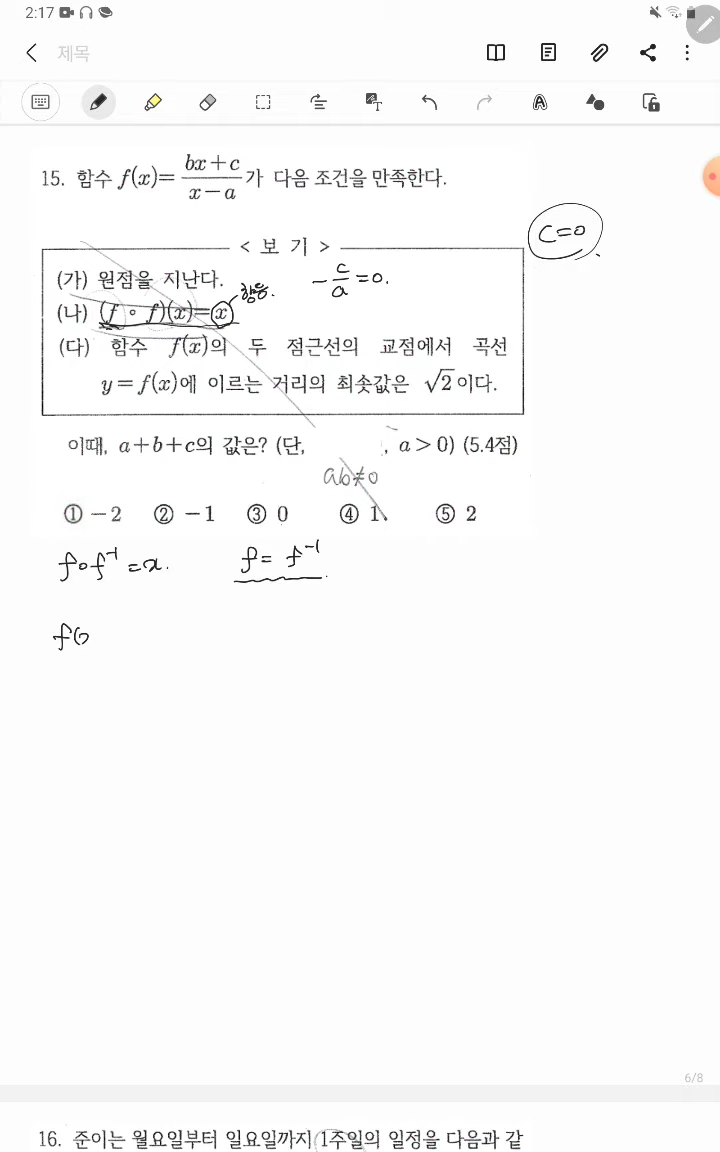 2:17
제목
15. 함수 f(x)= (bx+c)/(x-a) 가 다음 조건을 만족한다.
c=0
< 보 기 >
(가) 원점을 지난다.
-c/a=0.
항등.
(나) (f∘f)(x)=x
(다) 함수 f(x)의 두 점근선의 교점에서 곡선
y=f(x)에 이르는 거리의 최솟값은 √2이다.
이때, a+b+c의 값은? (단, , a>0) (5.4점)
ab≠0
① -2 ② -1 ③ 0 ④ 1 ⑤ 2
f∘f⁻¹=x. f=f⁻¹
f(
6/8
16. 준이는 월요일부터 일요일까지 1주일의 일정을 다음과 같